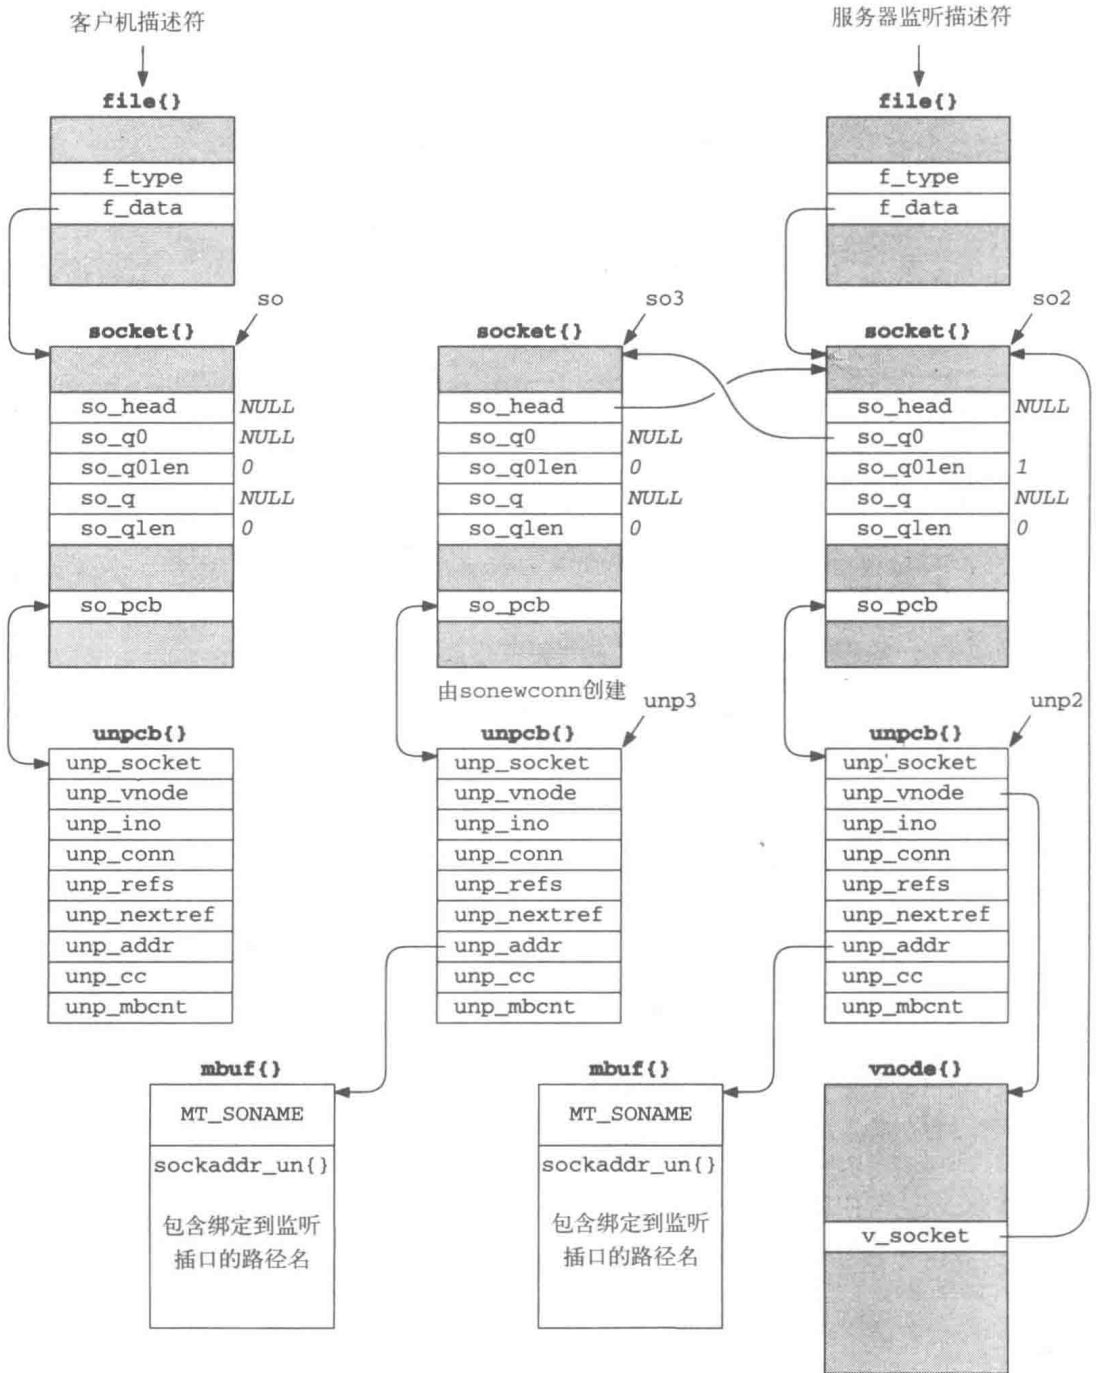 客户机描述符
file{}
f_type
f_data
so
socket{}
so_head NULL
so_q0 NULL
so_q0len 0
so_q NULL
so_qlen 0
so_pcb
unpcb{}
unp_socket
unp_vnode
unp_ino
unp_conn
unp_refs
unp_nextref
unp_addr
unp_cc
unp_mbcnt
so3
socket{}
so_head
so_q0 NULL
so_q0len 0
so_q NULL
so_qlen 0
so_pcb
由sonewconn创建
unp3
unpcb{}
unp_socket
unp_vnode
unp_ino
unp_conn
unp_refs
unp_nextref
unp_addr
unp_cc
unp_mbcnt
mbuf{}
MT_SONAME
sockaddr_un{}
包含绑定到监听
插口的路径名
服务器监听描述符
file{}
f_type
f_data
so2
socket{}
so_head NULL
so_q0
so_q0len 1
so_q NULL
so_qlen 0
so_pcb
unp2
unpcb{}
unp_socket
unp_vnode
unp_ino
unp_conn
unp_refs
unp_nextref
unp_addr
unp_cc
unp_mbcnt
mbuf{}
MT_SONAME
sockaddr_un{}
包含绑定到监听
插口的路径名
vnode{}
v_socket